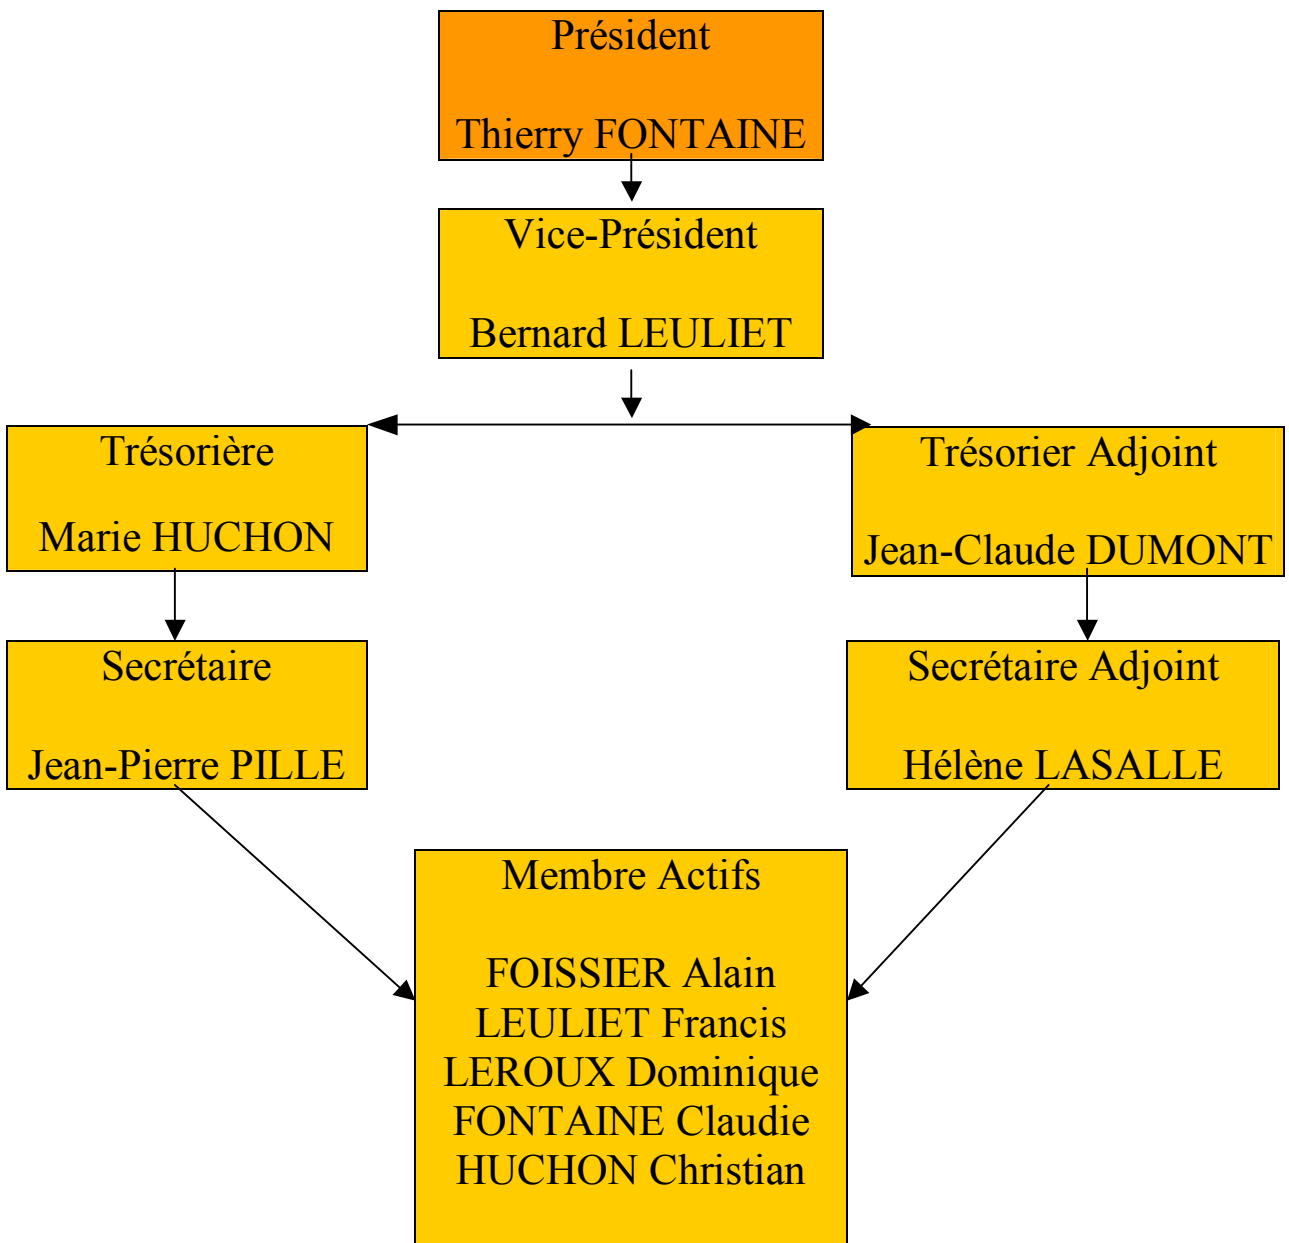 Président
Thierry FONTAINE
Vice-Président
Bernard LEULIET
Trésorière
Marie HUCHON
Trésorier Adjoint
Jean-Claude DUMONT
Secrétaire
Jean-Pierre PILLE
Secrétaire Adjoint
Hélène LASALLE
Membre Actifs
FOISSIER Alain
LEULIET Francis
LEROUX Dominique
FONTAINE Claudie
HUCHON Christian